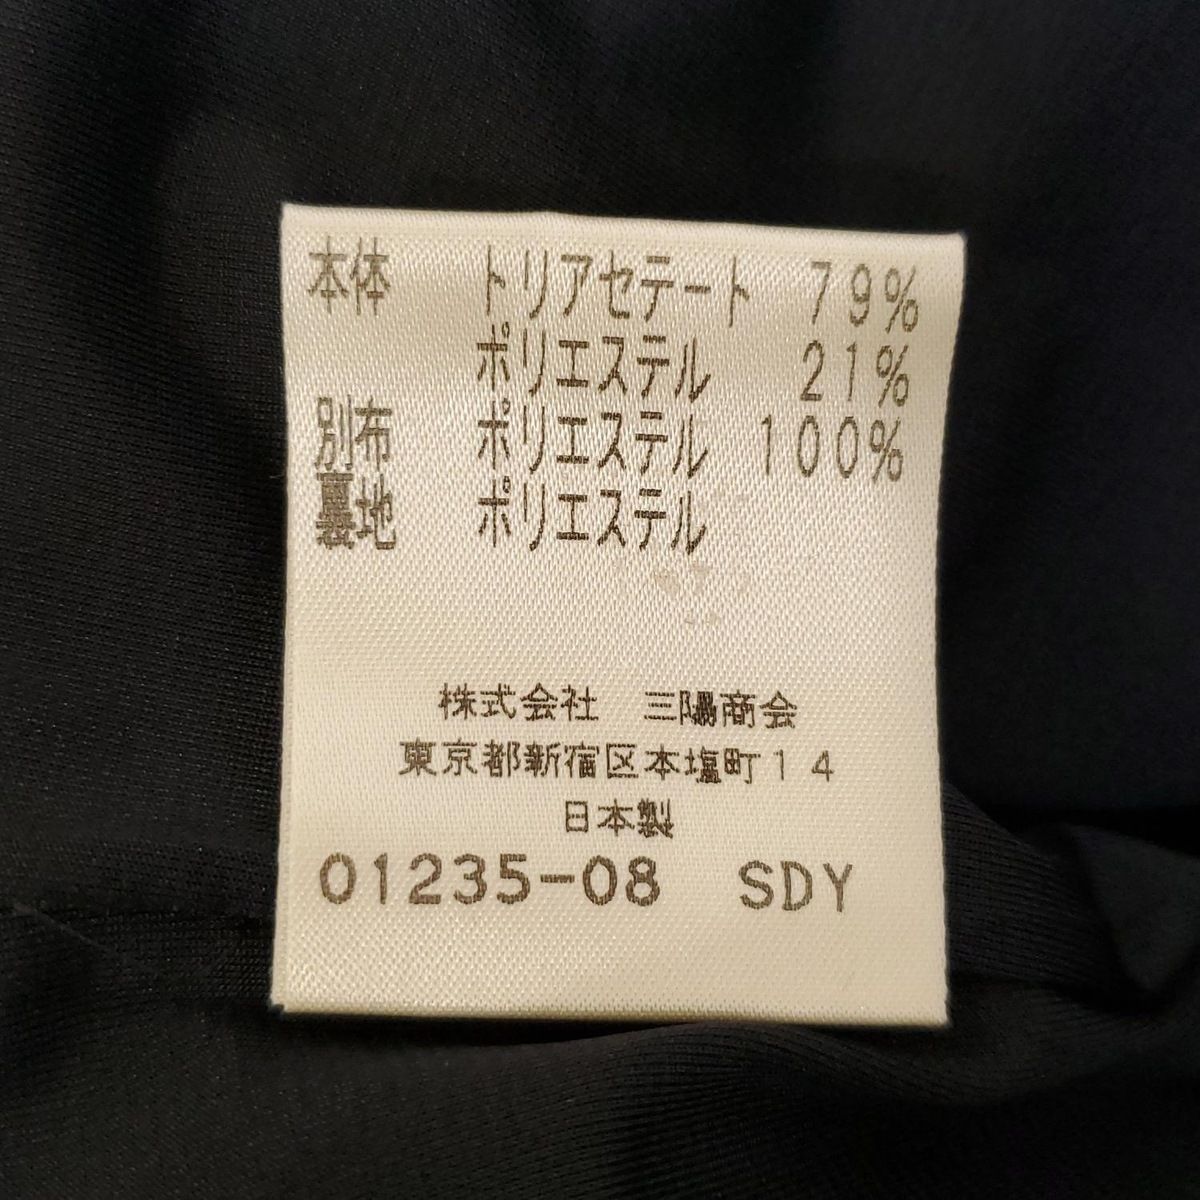 本体 トリアセテート 79%
ポリエステル 21%
別布 ポリエステル 100%
裏地 ポリエステル
株式会社 三陽商会
東京都新宿区本塩町14
日本製
01235-08 SDY